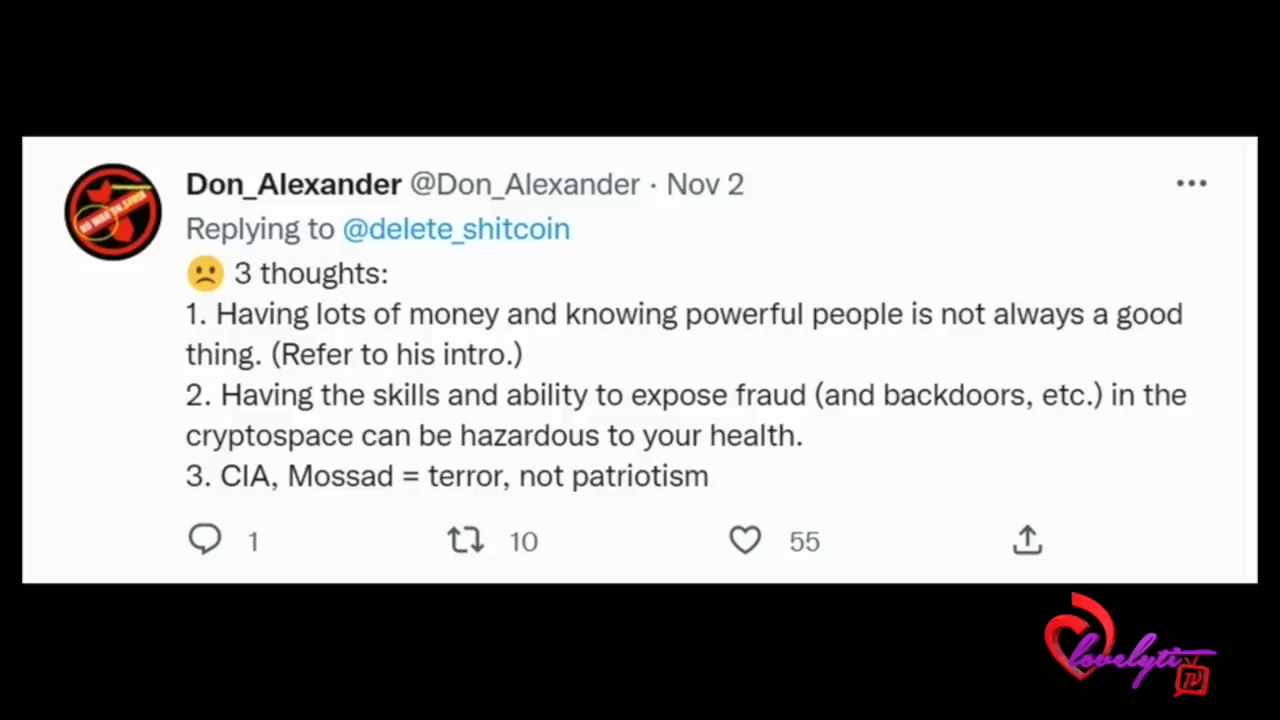 Don_Alexander @Don_Alexander · Nov 2
Replying to @delete_shitcoin
🙁 3 thoughts:
1. Having lots of money and knowing powerful people is not always a good
thing. (Refer to his intro.)
2. Having the skills and ability to expose fraud (and backdoors, etc.) in the
cryptospace can be hazardous to your health.
3. CIA, Mossad = terror, not patriotism
1 10 55
lovelyti
TV